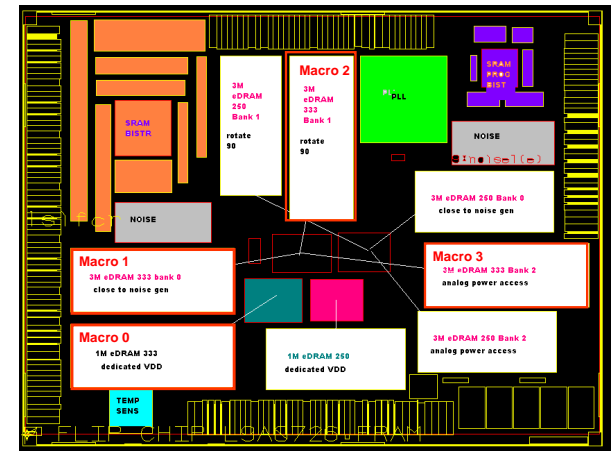 Macro 2
3M
eDRAM
250
Bank 1
rotate
90
3M
eDRAM
333
Bank 1
rotate
90
PLL
SRAM
PROG
BIST
SRAM
BISTR
NOISE
NOISE
3M eDRAM 250 Bank 0
close to noise gen
Macro 1
3M eDRAM 333 bank 0
close to noise gen
Macro 3
3M eDRAM 333 Bank 2
analog power access
Macro 0
1M eDRAM 333
dedicated VDD
1M eDRAM 250
dedicated VDD
3M eDRAM 250 Bank 2
analog power access
TEMP
SENS
FLIP CHIP